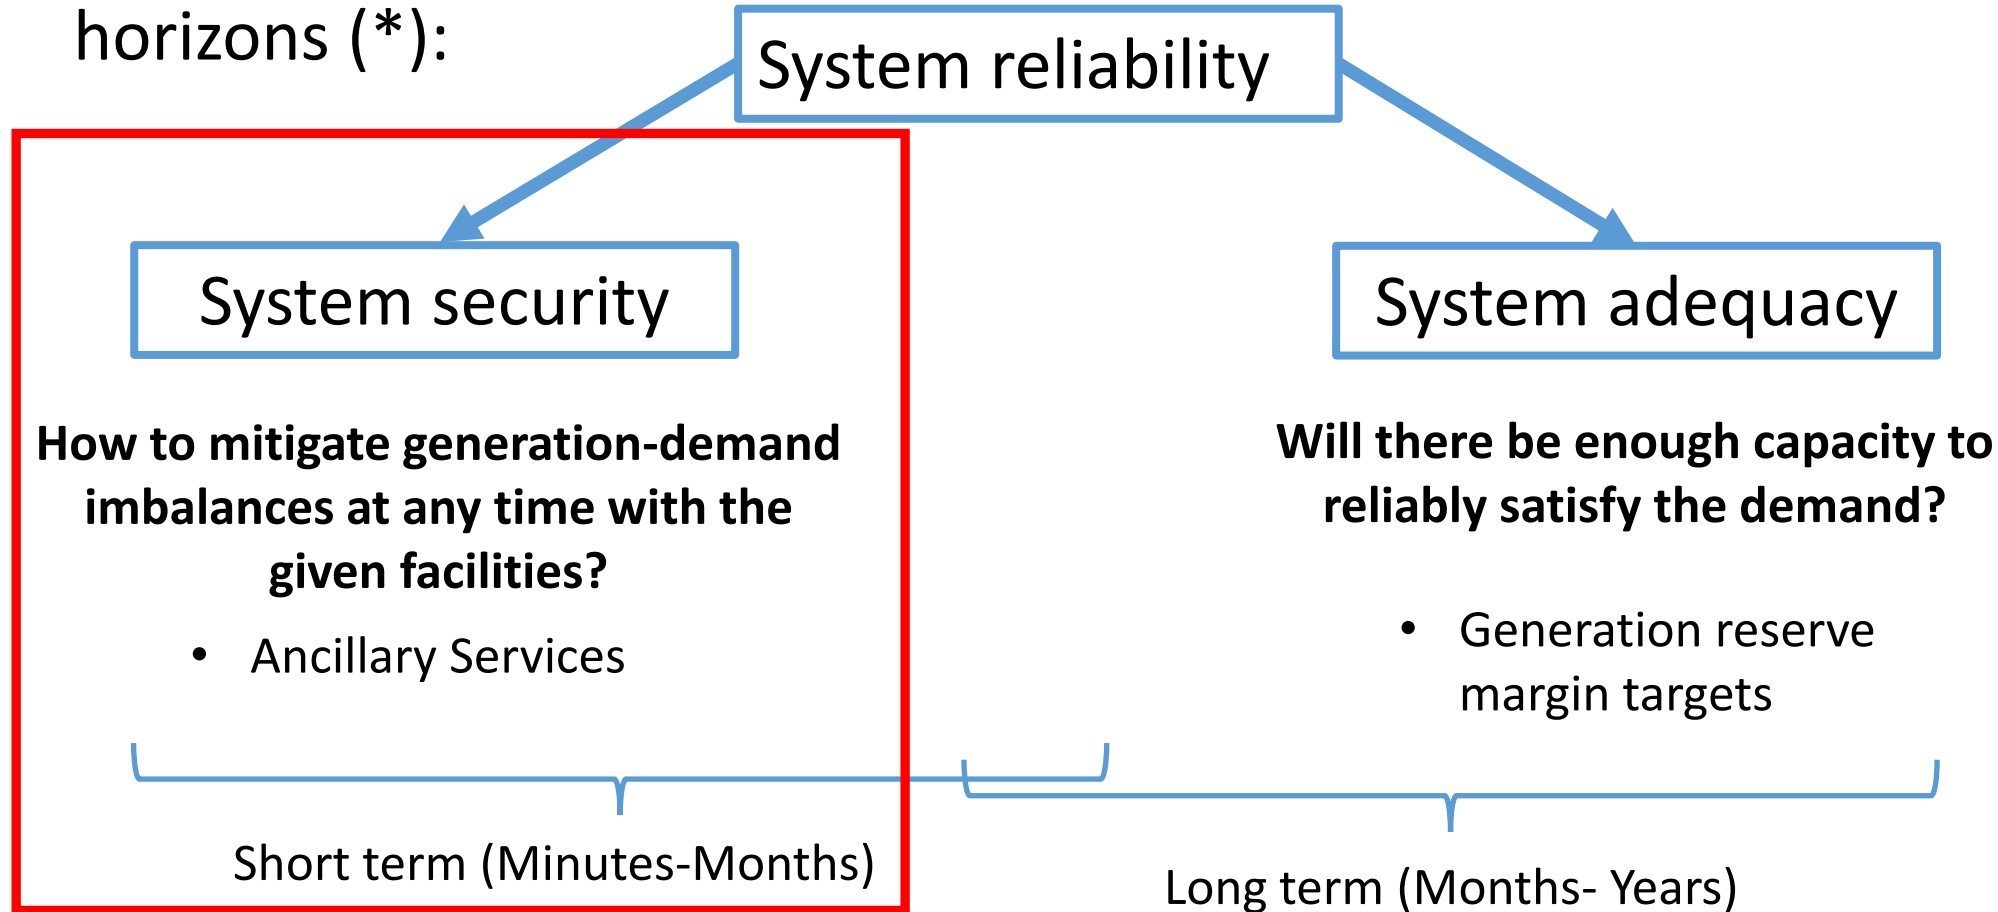 horizons (*):
System reliability
System security
How to mitigate generation-demand
imbalances at any time with the
given facilities?
• Ancillary Services
Short term (Minutes-Months)
System adequacy
Will there be enough capacity to
reliably satisfy the demand?
• Generation reserve
margin targets
Long term (Months- Years)